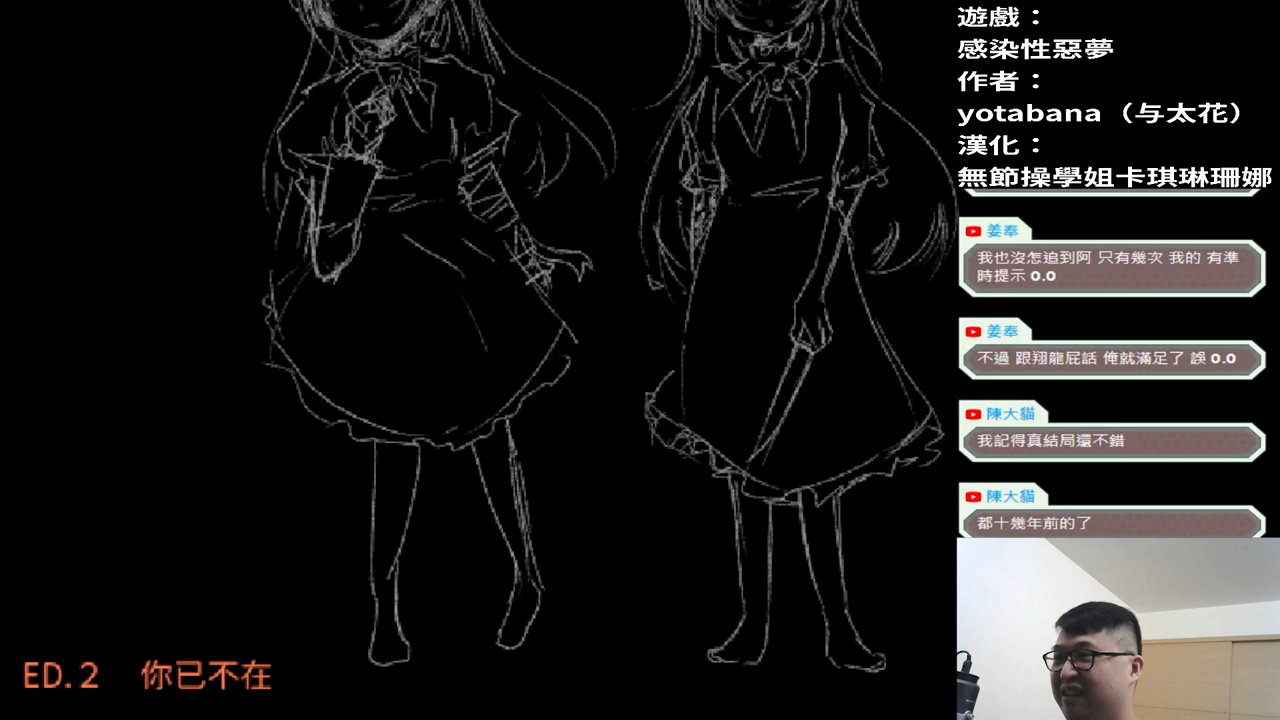 遊戲：
感染性惡夢
作者：
yotabana（与太花）
漢化：
無節操學姐卡琪琳珊娜
姜奉
我也沒怎追到阿 只有幾次 我的 有準
時提示 0.0
姜奉
不過 跟翔龍屁話 俺就滿足了 誤 0.0
陳大貓
我記得真結局還不錯
陳大貓
都十幾年前的了
ED.2 你已不在